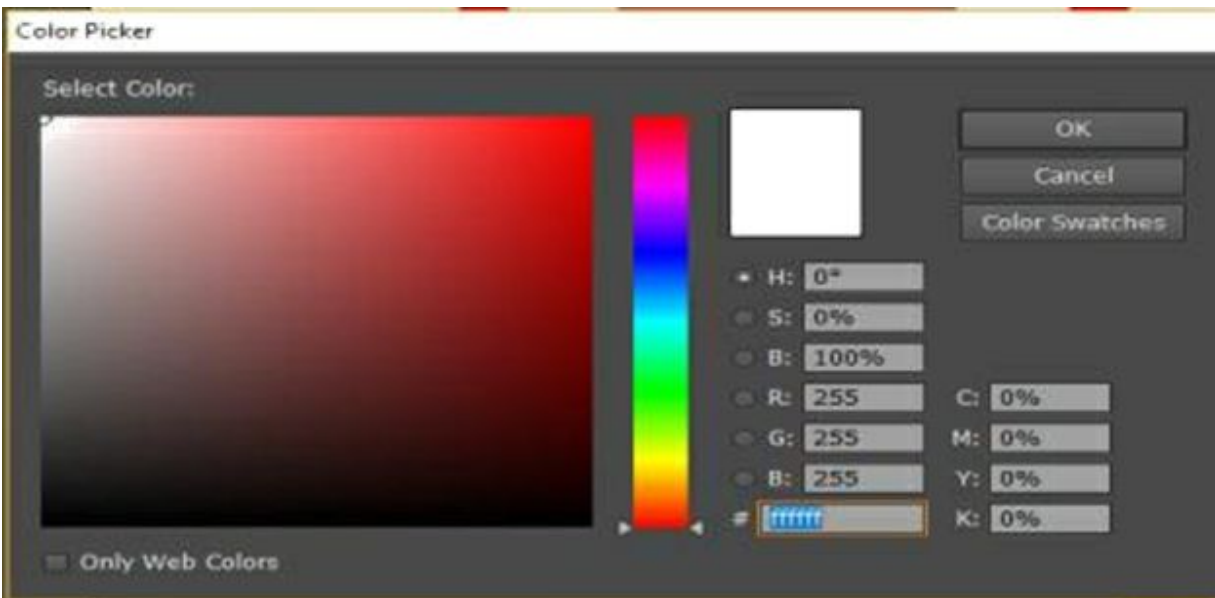 Color Picker
Select Color:
OK
Cancel
Color Swatches
H: 0°
S: 0%
B: 100%
R: 255
C: 0%
G: 255
M: 0%
B: 255
Y: 0%
# ffffff
K: 0%
Only Web Colors